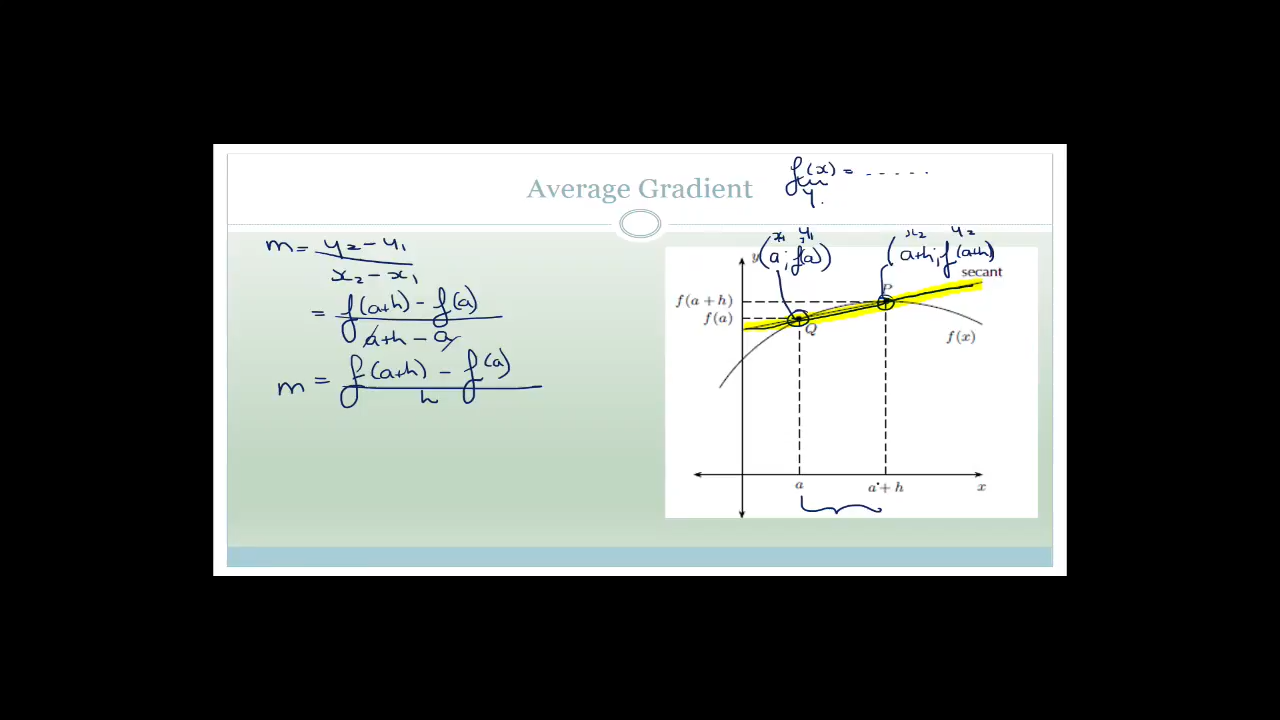 Average Gradient
f(x) = -----
y.
m = y2 - y1
x2 - x1
= f(a+h) - f(a)
a+h - a
m = f(a+h) - f(a)
h
x1 y1
(a; f(a))
x2 y2
(a+h; f(a+h))
y
secant
P
f(a + h)
f(a)
Q
f(x)
a
a + h
x